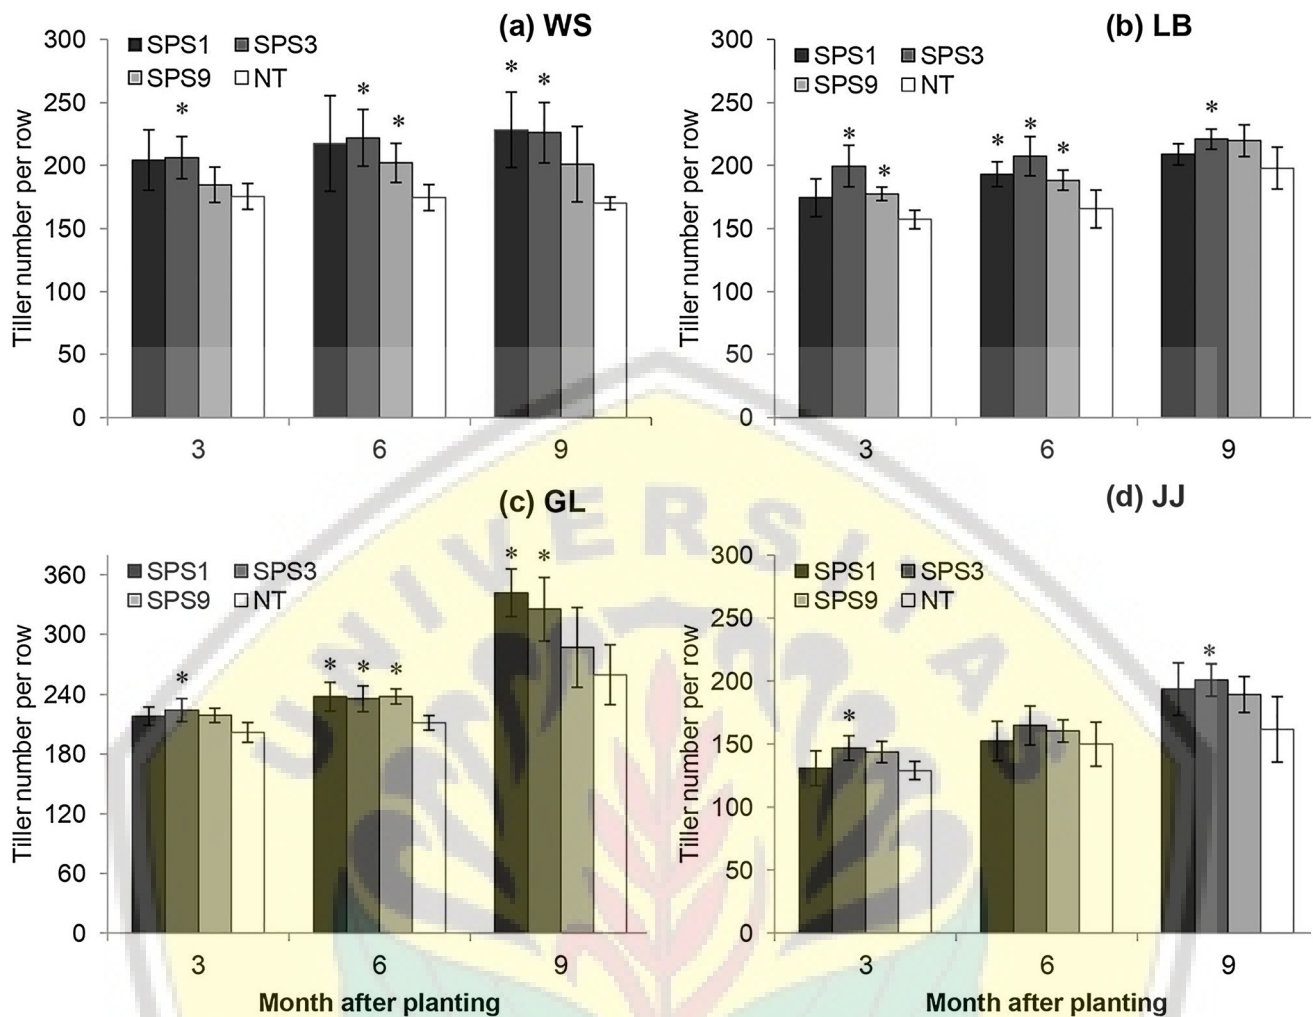 (a) WS
SPS1 SPS3
SPS9 NT
* * * * *
300
250
200
150
100
50
0
Tiller number per row
3 6 9
(b) LB
SPS1 SPS3
SPS9 NT
* * * * * *
300
250
200
150
100
50
0
Tiller number per row
3 6 9
(c) GL
SPS1 SPS3
SPS9 NT
* * * * * *
360
300
240
180
120
60
0
Tiller number per row
3 6 9
Month after planting
(d) JJ
SPS1 SPS3
SPS9 NT
* *
300
250
200
150
100
50
0
Tiller number per row
3 6 9
Month after planting
UNIVERSITAS